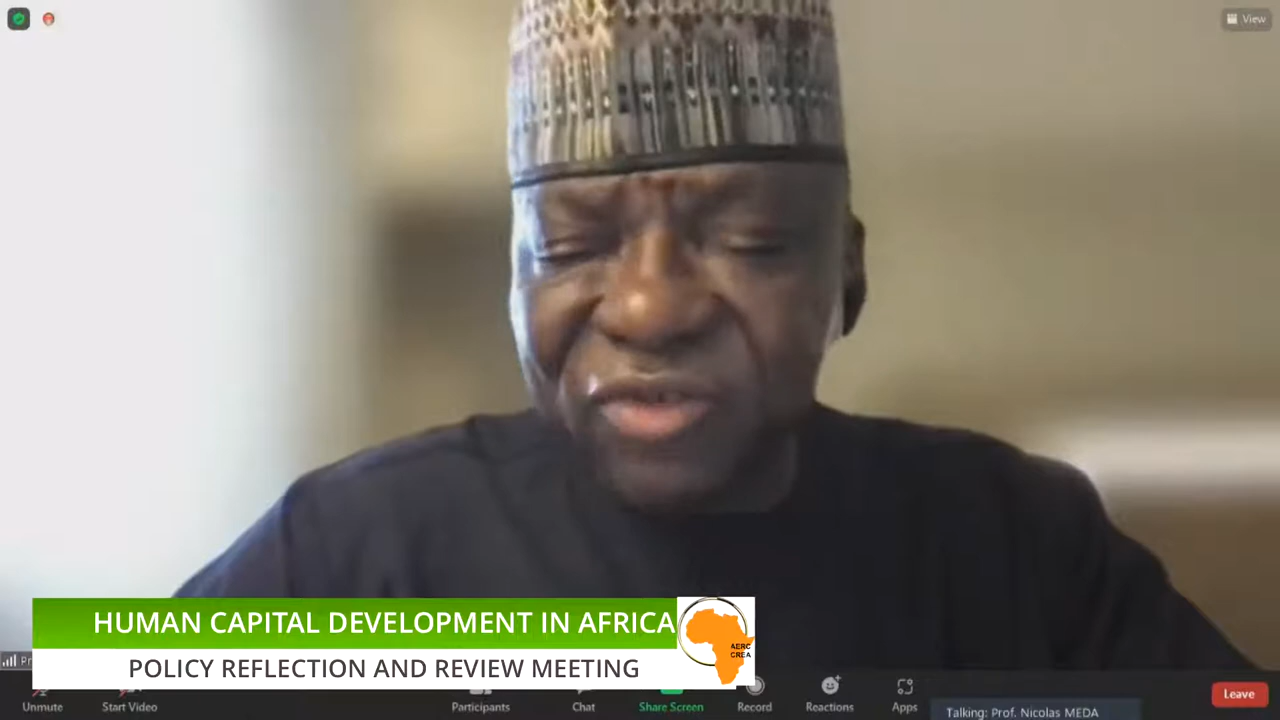 View
HUMAN CAPITAL DEVELOPMENT IN AFRICA
AERC
CREA
POLICY REFLECTION AND REVIEW MEETING
Unmute
Start Video
Participants
Chat
Share Screen
Record
Reactions
Apps
Talking: Prof. Nicolas MEDA
Leave